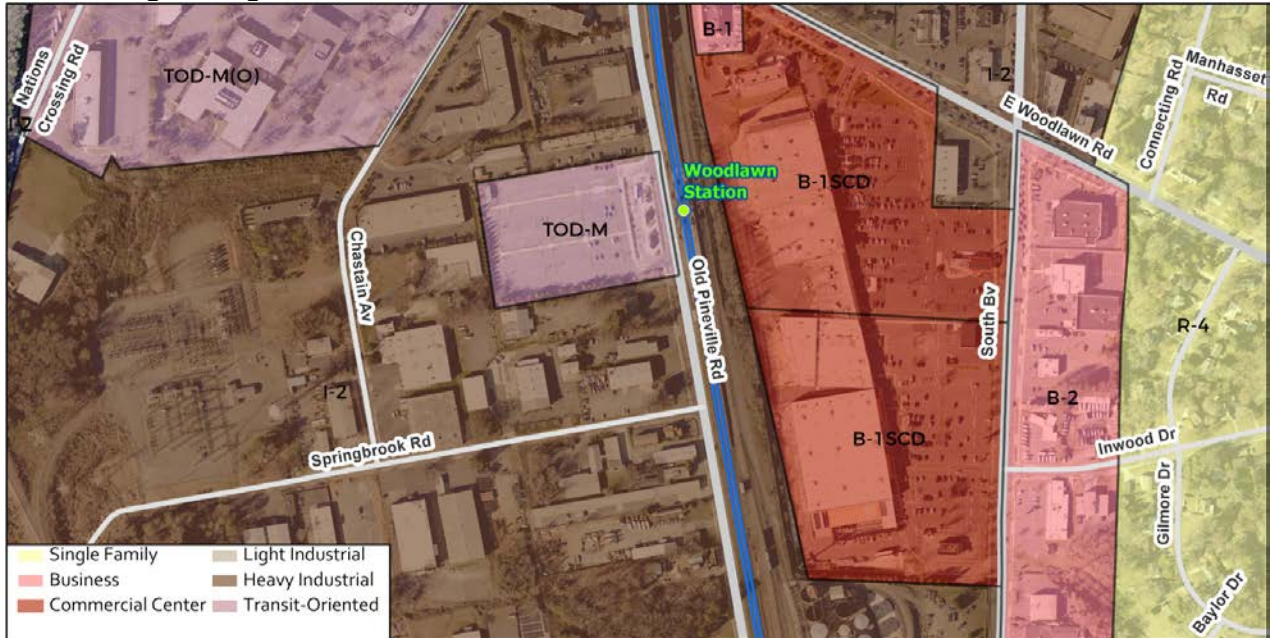 Nations
Crossing Rd
TOD-M(O)
I-2
B-1
I-2
Manhasset
Rd
Connecting Rd
E Woodlawn Rd
Woodlawn
Station
B-1SCD
TOD-M
Chastain Av
Old Pineville Rd
South Bv
R-4
I-2
B-2
B-1SCD
Springbrook Rd
Inwood Dr
Gilmore Dr
Baylor Dr
Single Family
Light Industrial
Business
Heavy Industrial
Commercial Center
Transit-Oriented